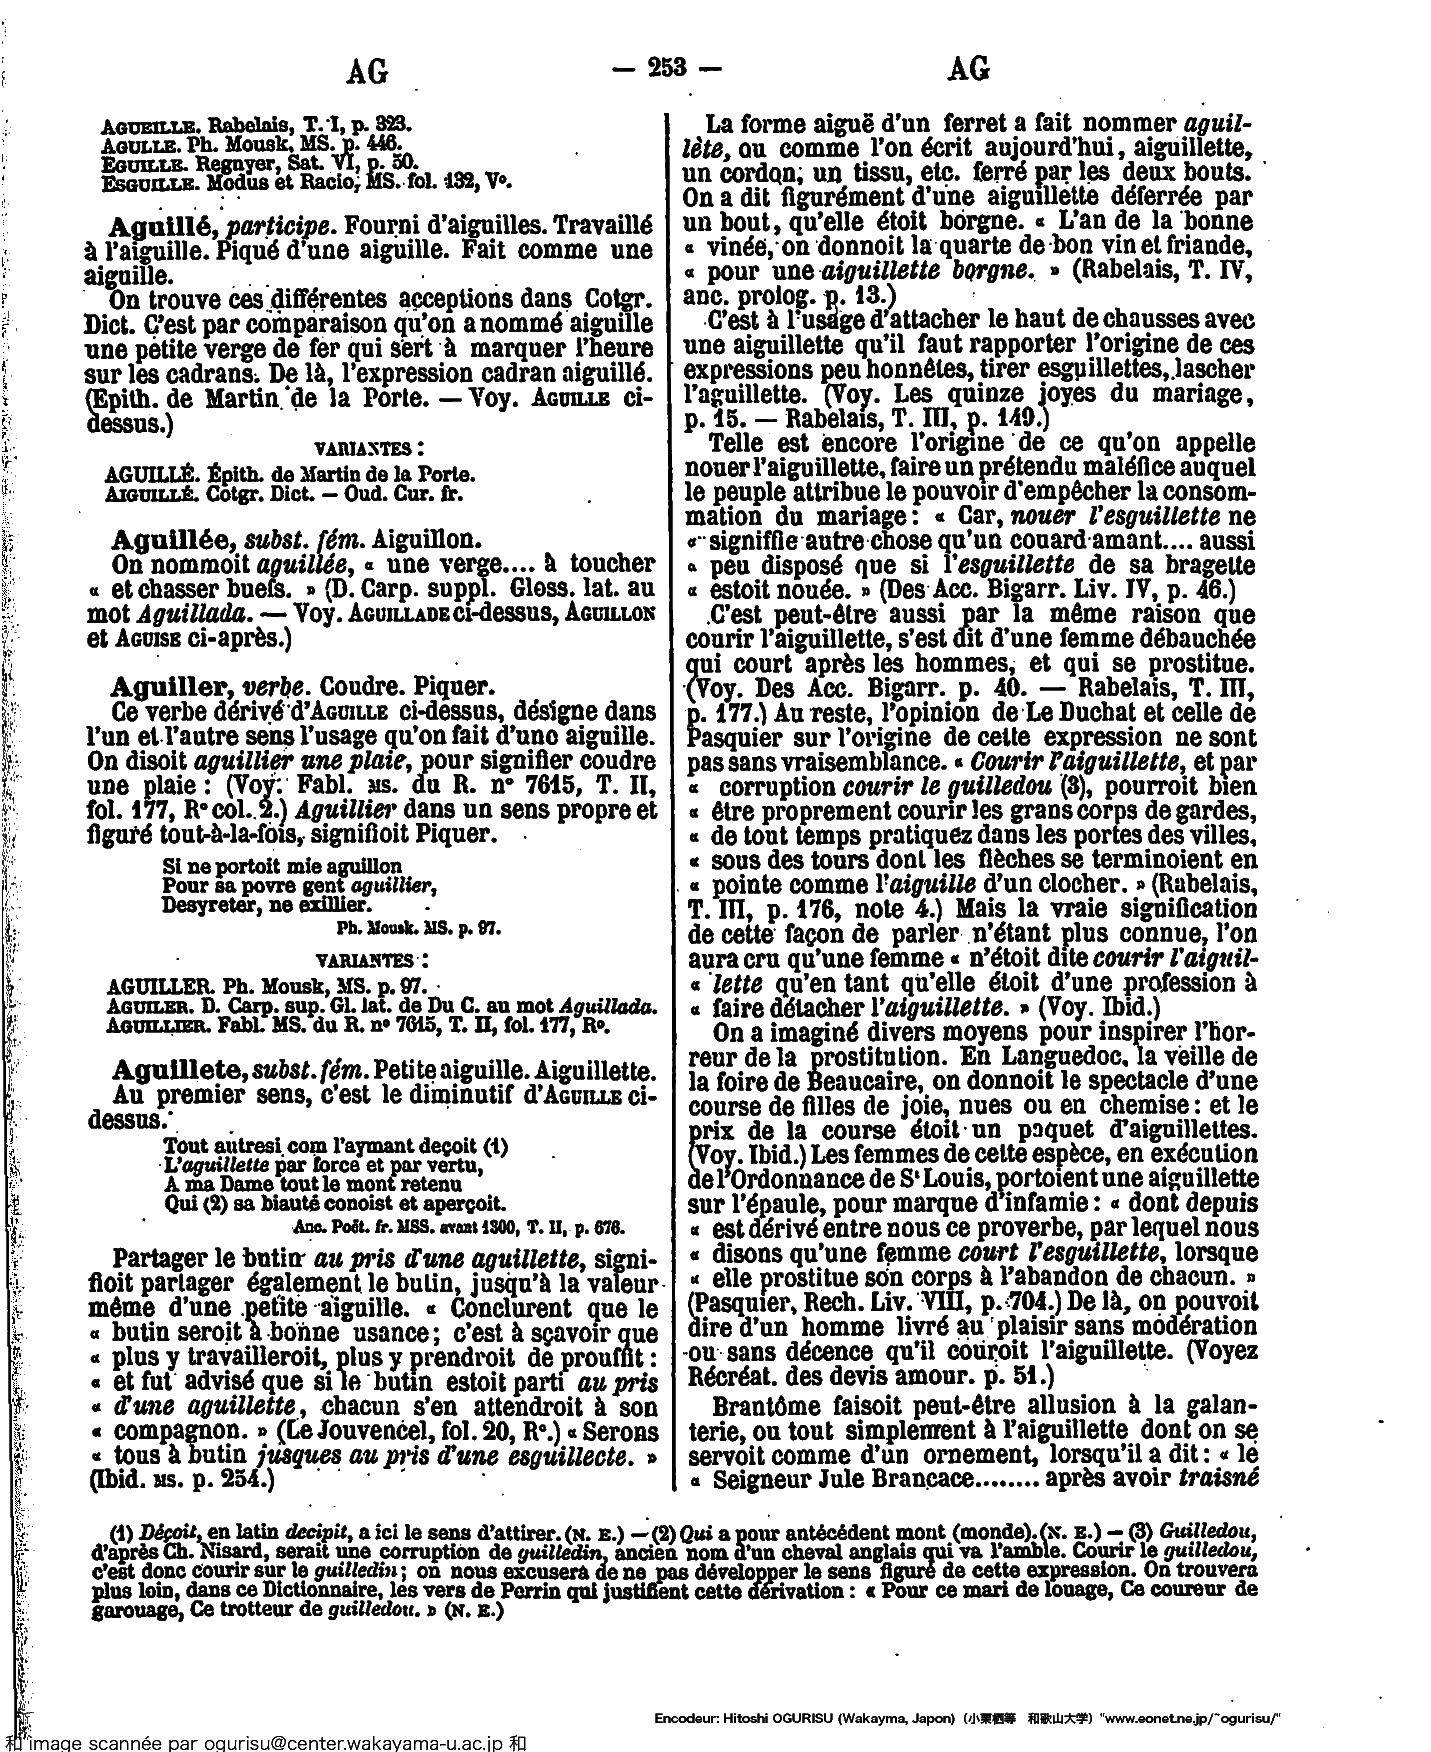 AG
— 253 —
AG
AGUEILLE. Rabelais, T. I, p. 323.
AGULLE. Ph. Mousk, MS. p. 446.
EGUILLE. Regnyer, Sat. VI, p. 50.
ESGUILLE. Modus et Racio, MS. fol. 132, Vº.
Aguillé, participe. Fourni d'aiguilles. Travaillé
à l'aiguille. Piqué d'une aiguille. Fait comme une
aiguille.
On trouve ces différentes acceptions dans Cotgr.
Dict. C'est par comparaison qu'on a nommé aiguille
une petite verge de fer qui sert à marquer l'heure
sur les cadrans. De là, l'expression cadran aiguillé.
(Epith. de Martin de la Porte. — Voy. AGUILLE ci-
dessus.)
VARIANTES :
AGUILLÉ. Épith. de Martin de la Porte.
AIGUILLÉ. Cotgr. Dict. — Oud. Cur. fr.
Aguillée, subst. fém. Aiguillon.
On nommoit aguillée, « une verge.... à toucher
« et chasser buefs. » (D. Carp. suppl. Gloss. lat. au
mot Aguillada. — Voy. AGUILLADE ci-dessus, AGUILLON
et AGUISE ci-après.)
Aguiller, verbe. Coudre. Piquer.
Ce verbe dérivé d'AGUILLE ci-dessus, désigne dans
l'un et l'autre sens l'usage qu'on fait d'une aiguille.
On disoit aguillier une plaie, pour signifier coudre
une plaie : (Voy. Fabl. MS. du R. nº 7615, T. II,
fol. 177, Rº col. 2.) Aguillier dans un sens propre et
figuré tout-à-la-fois, signifioit Piquer.
Si ne portoit mie aguillon
Pour sa povre gent aguillier,
Desyreter, ne exillier.
Ph. Mousk. MS. p. 97.
VARIANTES :
AGUILLER. Ph. Mousk, MS. p. 97.
AGUILER. D. Carp. sup. Gl. lat. de Du C. au mot Aguillada.
AGUILLIER. Fabl. MS. du R. nº 7615, T. II, fol. 177, Rº.
Aguillete, subst. fém. Petite aiguille. Aiguillette.
Au premier sens, c'est le diminutif d'AGUILLE ci-
dessus.
Tout autresi com l'aymant deçoit (1)
L'aguillette par force et par vertu,
A ma Dame tout le mont retenu
Qui (2) sa biauté conoist et aperçoit.
Anc. Poët. fr. MSS. avant 1300, T. II, p. 676.
Partager le butin au pris d'une aguillette, signi-
fioit partager également le butin, jusqu'à la valeur
même d'une petite aiguille. « Conclurent que le
« butin seroit à bonne usance ; c'est à sçavoir que
« plus y travailleroit, plus y prendroit de prouffit :
« et fut advisé que si le butin estoit parti au pris
« d'une aguillette, chacun s'en attendroit à son
« compagnon. » (Le Jouvencel, fol. 20, Rº.) « Serons
« tous à butin jusques au pris d'une esguillecte. »
(Ibid. MS. p. 254.)
La forme aiguë d'un ferret a fait nommer aguil-
lète, ou comme l'on écrit aujourd'hui, aiguillette,
un cordon, un tissu, etc. ferré par les deux bouts.
On a dit figurément d'une aiguillette déferrée par
un bout, qu'elle étoit borgne. « L'an de la bonne
« vinée, on donnoit la quarte de bon vin et friande,
« pour une aiguillette borgne. » (Rabelais, T. IV,
anc. prolog. p. 13.)
C'est à l'usage d'attacher le haut de chausses avec
une aiguillette qu'il faut rapporter l'origine de ces
expressions peu honnêtes, tirer esguillettes, lascher
l'aguillette. (Voy. Les quinze joyes du mariage,
p. 15. — Rabelais, T. III, p. 149.)
Telle est encore l'origine de ce qu'on appelle
nouer l'aiguillette, faire un prétendu maléfice auquel
le peuple attribue le pouvoir d'empêcher la consom-
mation du mariage : « Car, nouer l'esguillette ne
« signiffie autre chose qu'un couard amant.... aussi
« peu disposé que si l'esguillette de sa bragette
« estoit nouée. » (Des Acc. Bigarr. Liv. IV, p. 46.)
C'est peut-être aussi par la même raison que
courir l'aiguillette, s'est dit d'une femme débauchée
qui court après les hommes, et qui se prostitue.
(Voy. Des Acc. Bigarr. p. 40. — Rabelais, T. III,
p. 177.) Au reste, l'opinion de Le Duchat et celle de
Pasquier sur l'origine de cette expression ne sont
pas sans vraisemblance. « Courir l'aiguillette, et par
« corruption courir le guilledou (3), pourroit bien
« être proprement courir les grans corps de gardes,
« de tout temps pratiquez dans les portes des villes,
« sous des tours dont les flèches se terminoient en
« pointe comme l'aiguille d'un clocher. » (Rabelais,
T. III, p. 176, note 4.) Mais la vraie signification
de cette façon de parler n'étant plus connue, l'on
aura cru qu'une femme « n'étoit dite courir l'aiguil-
« lette qu'en tant qu'elle étoit d'une profession à
« faire détacher l'aiguillette. » (Voy. Ibid.)
On a imaginé divers moyens pour inspirer l'hor-
reur de la prostitution. En Languedoc, la veille de
la foire de Beaucaire, on donnoit le spectacle d'une
course de filles de joie, nues ou en chemise : et le
prix de la course étoit un paquet d'aiguillettes.
(Voy. Ibid.) Les femmes de cette espèce, en exécution
de l'Ordonnance de St Louis, portoient une aiguillette
sur l'épaule, pour marque d'infamie : « dont depuis
« est dérivé entre nous ce proverbe, par lequel nous
« disons qu'une femme court l'esguillette, lorsque
« elle prostitue son corps à l'abandon de chacun. »
(Pasquier, Rech. Liv. VIII, p. 704.) De là, on pouvoit
dire d'un homme livré au plaisir sans modération
ou sans décence qu'il couroit l'aiguillette. (Voyez
Récréat. des devis amour. p. 51.)
Brantôme faisoit peut-être allusion à la galan-
terie, ou tout simplement à l'aiguillette dont on se
servoit comme d'un ornement, lorsqu'il a dit : « le
« Seigneur Jule Brancace........ après avoir traisné
(1) Déçoit, en latin decipit, a ici le sens d'attirer. (N. E.) — (2) Qui a pour antécédent mont (monde). (N. E.) — (3) Guilledou,
d'après Ch. Nisard, serait une corruption de guilledin, ancien nom d'un cheval anglais qui va l'amble. Courir le guilledou,
c'est donc courir sur le guilledin ; on nous excusera de ne pas développer le sens figuré de cette expression. On trouvera
plus loin, dans ce Dictionnaire, les vers de Perrin qui justifient cette dérivation : « Pour ce mari de louage, Ce coureur de
garouage, Ce trotteur de guilledou. » (N. E.)
Encodeur: Hitoshi OGURISU (Wakayma, Japon) (小栗栖等 和歌山大学) "www.eonet.ne.jp/~ogurisu/"
和 image scannée par ogurisu@center.wakayama-u.ac.jp 和